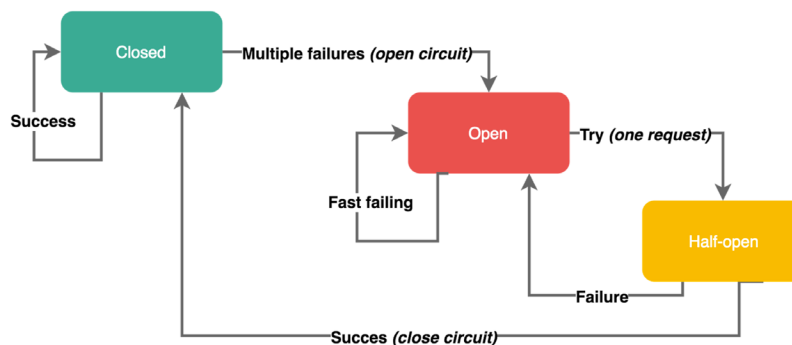 Closed
Multiple failures (open circuit)
Success
Open
Try (one request)
Fast failing
Half-open
Failure
Succes (close circuit)